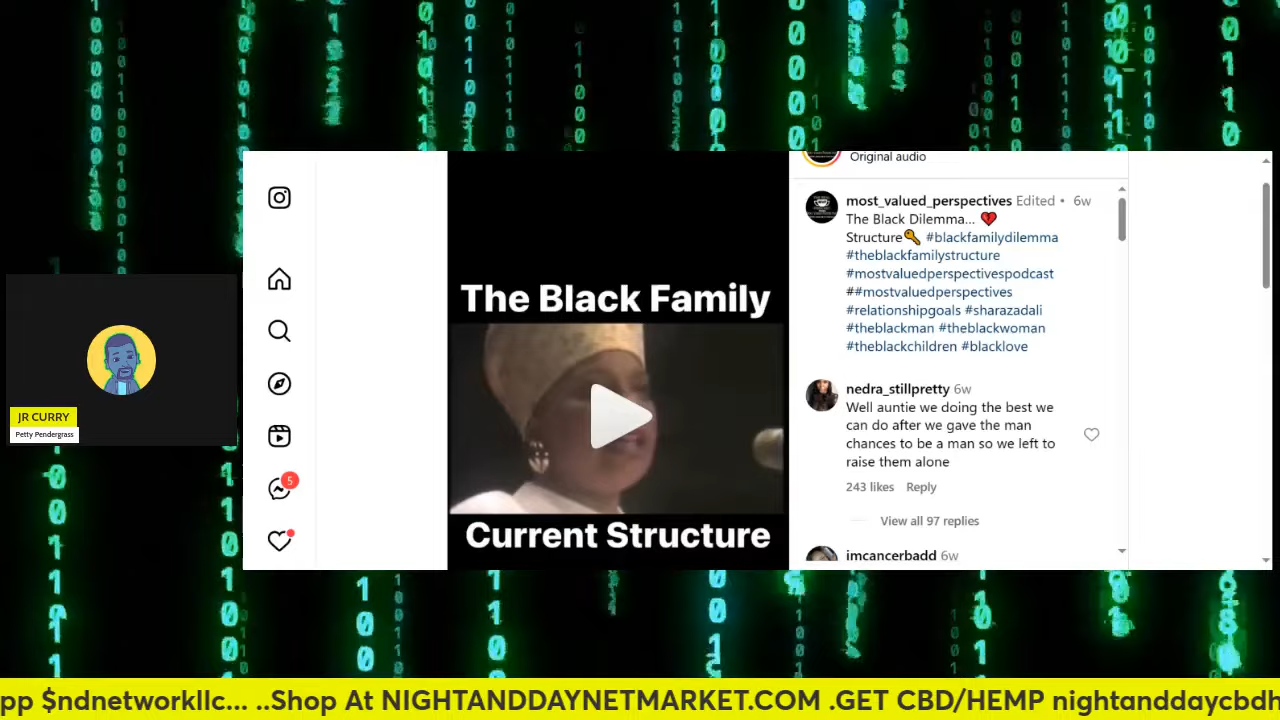 Original audio
most_valued_perspectives Edited • 6w
The Black Dilemma... 💔
Structure🔑 #blackfamilydilemma
#theblackfamilystructure
#mostvaluedperspectivespodcast
##mostvaluedperspectives
#relationshipgoals #sharazadali
#theblackman #theblackwoman
#theblackchildren #blacklove
The Black Family
Current Structure
nedra_stillpretty 6w
Well auntie we doing the best we
can do after we gave the man
chances to be a man so we left to
raise them alone
243 likes Reply
View all 97 replies
imcancerbadd 6w
5
JR CURRY
Petty Pendergrass
pp $ndnetworkllc... ..Shop At NIGHTANDDAYNETMARKET.COM .GET CBD/HEMP nightanddaycbdh